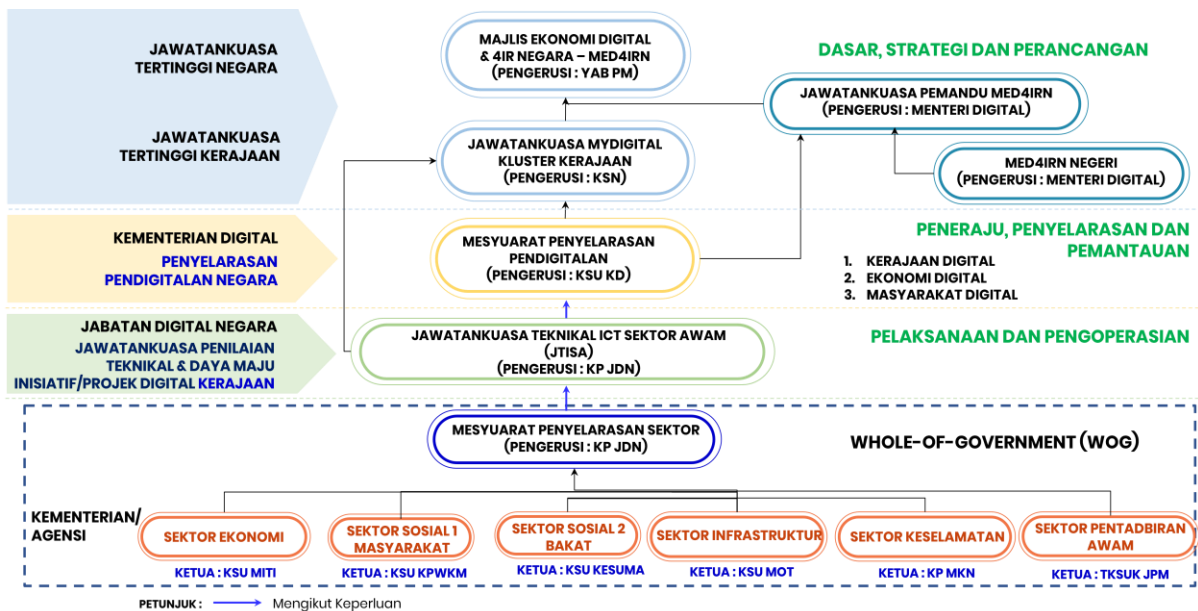 JAWATANKUASA
TERTINGGI NEGARA
MAJLIS EKONOMI DIGITAL
& 4IR NEGARA – MED4IRN
(PENGERUSI : YAB PM)
DASAR, STRATEGI DAN PERANCANGAN
JAWATANKUASA PEMANDU MED4IRN
(PENGERUSI : MENTERI DIGITAL)
JAWATANKUASA
TERTINGGI KERAJAAN
JAWATANKUASA MYDIGITAL
KLUSTER KERAJAAN
(PENGERUSI : KSN)
MED4IRN NEGERI
(PENGERUSI : MENTERI DIGITAL)
KEMENTERIAN DIGITAL
PENYELARASAN
PENDIGITALAN NEGARA
MESYUARAT PENYELARASAN
PENDIGITALAN
(PENGERUSI : KSU KD)
PENERAJU, PENYELARASAN DAN
PEMANTAUAN
1. KERAJAAN DIGITAL
2. EKONOMI DIGITAL
3. MASYARAKAT DIGITAL
JABATAN DIGITAL NEGARA
JAWATANKUASA PENILAIAN
TEKNIKAL & DAYA MAJU
INISIATIF/PROJEK DIGITAL KERAJAAN
JAWATANKUASA TEKNIKAL ICT SEKTOR AWAM
(JTISA)
(PENGERUSI : KP JDN)
PELAKSANAAN DAN PENGOPERASIAN
MESYUARAT PENYELARASAN SEKTOR
(PENGERUSI : KP JDN)
WHOLE-OF-GOVERNMENT (WOG)
KEMENTERIAN/
AGENSI
SEKTOR EKONOMI
KETUA : KSU MITI
SEKTOR SOSIAL 1
MASYARAKAT
KETUA : KSU KPWKM
SEKTOR SOSIAL 2
BAKAT
KETUA : KSU KESUMA
SEKTOR INFRASTRUKTUR
KETUA : KSU MOT
SEKTOR KESELAMATAN
KETUA : KP MKN
SEKTOR PENTADBIRAN
AWAM
KETUA : TKSUK JPM
PETUNJUK : Mengikut Keperluan